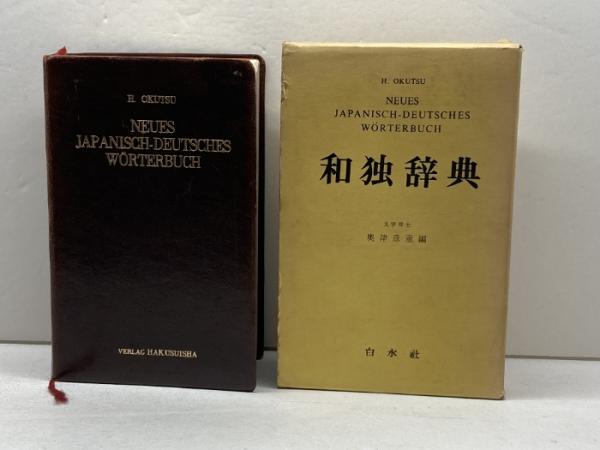 H. OKUTSU
NEUES
JAPANISCH-DEUTSCHES
WÖRTERBUCH
VERLAG HAKUSUISHA
H. OKUTSU
NEUES
JAPANISCH-DEUTSCHES
WÖRTERBUCH
和独辞典
文学博士
奥津彦重編
白水社